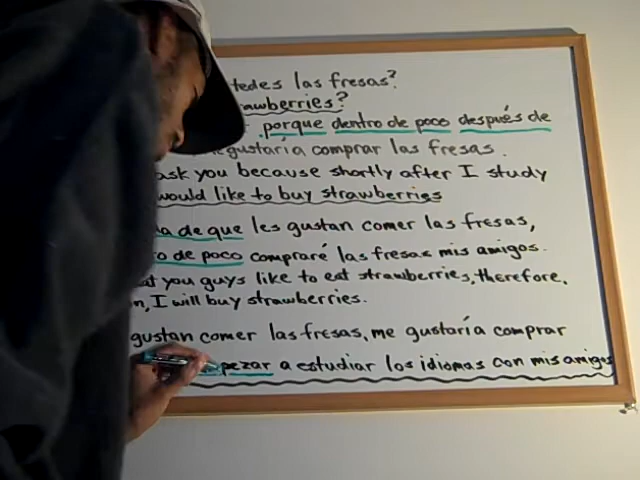 tedes las fresas?
awberries?
porque dentro de poco después de
gustaría comprar las fresas.
ask you because shortly after I study
would like to buy strawberries
da de que les gustan comer las fresas,
o de poco compraré las fresas mis amigos.
at you guys like to eat strawberries, therefore,
n, I will buy strawberries.
gustan comer las fresas, me gustaría comprar
pezar a estudiar los idiomas con mis amigos